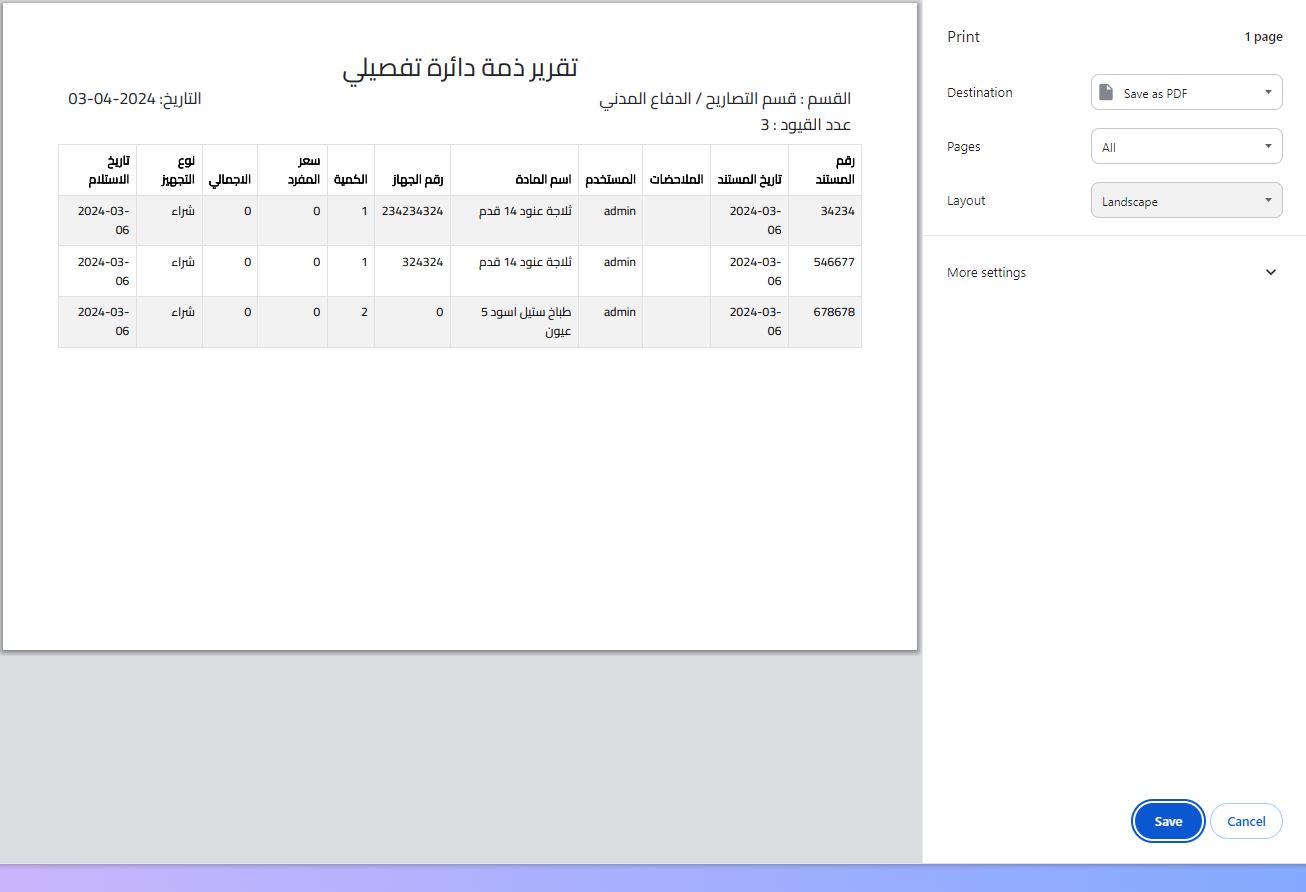 تقرير ذمة دائرة تفصيلي
القسم : قسم التصاريح / الدفاع المدني
التاريخ: 2024-04-03
عدد القيود : 3
رقم المستند تاريخ المستند الملاحضات المستخدم اسم المادة رقم الجهاز الكمية سعر المفرد الاجمالي نوع التجهيز تاريخ الاستلام
34234 2024-03-06 admin ثلاجة عنود 14 قدم 234234324 1 0 0 شراء 2024-03-06
546677 2024-03-06 admin ثلاجة عنود 14 قدم 324324 1 0 0 شراء 2024-03-06
678678 2024-03-06 admin طباخ ستيل اسود 5 عيون 0 2 0 0 شراء 2024-03-06
Print 1 page
Destination Save as PDF
Pages All
Layout Landscape
More settings
Save Cancel